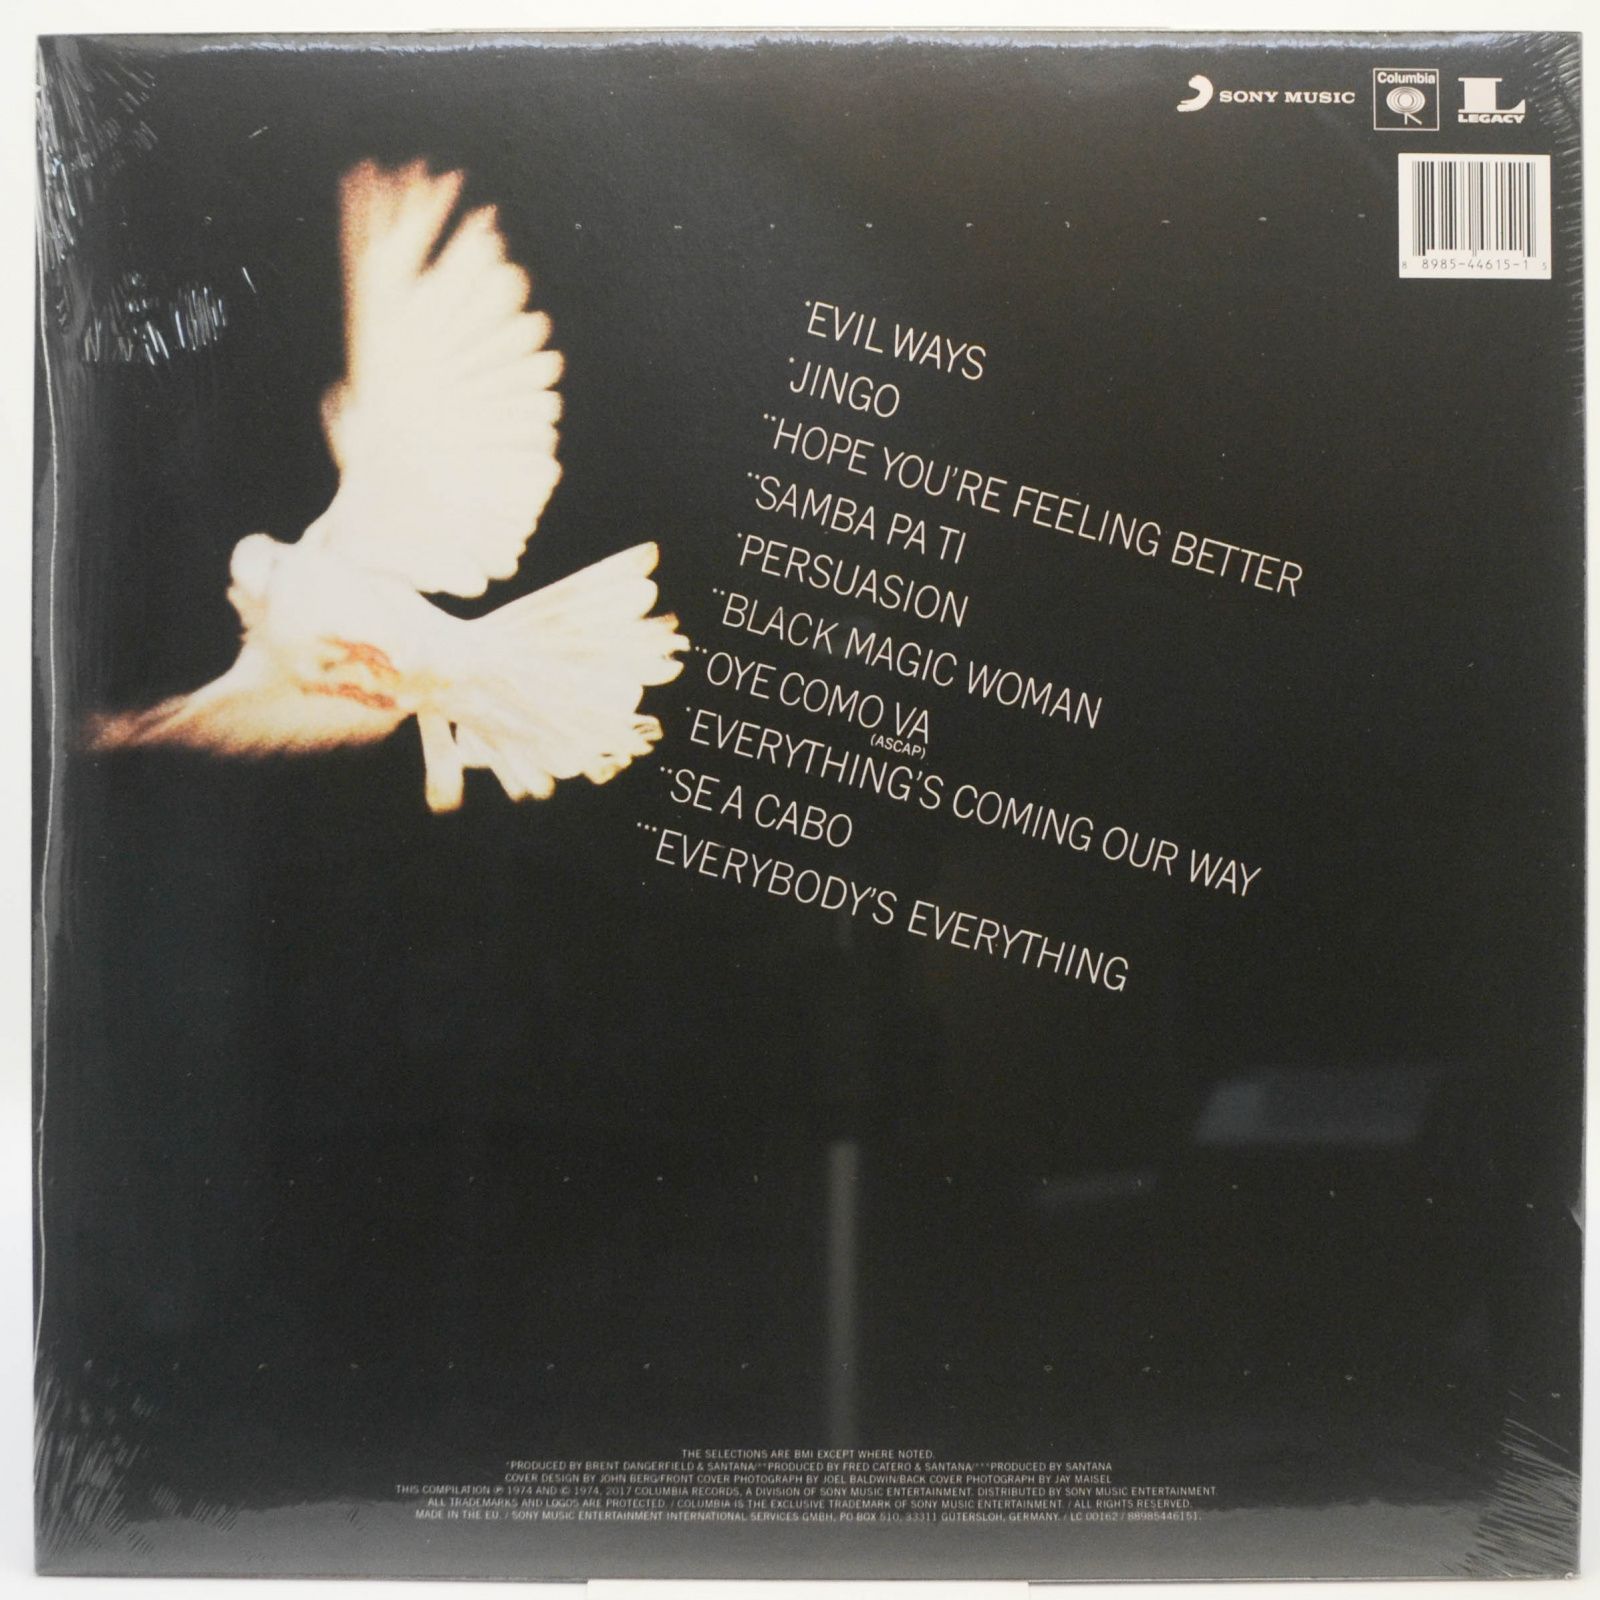 SONY MUSIC
Columbia
LEGACY
8 8985-44615-1 5
*EVIL WAYS
*JINGO
**HOPE YOU'RE FEELING BETTER
**SAMBA PA TI
*PERSUASION
**BLACK MAGIC WOMAN
**OYE COMO VA
(ASCAP)
*EVERYTHING'S COMING OUR WAY
**SE A CABO
***EVERYBODY'S EVERYTHING
THE SELECTIONS ARE BMI EXCEPT WHERE NOTED.
*PRODUCED BY BRENT DANGERFIELD & SANTANA/**PRODUCED BY FRED CATERO & SANTANA/***PRODUCED BY SANTANA
COVER DESIGN BY JOHN BERG/FRONT COVER PHOTOGRAPH BY JOEL BALDWIN/BACK COVER PHOTOGRAPH BY JAY MAISEL
THIS COMPILATION ℗ 1974 AND © 1974, 2017 COLUMBIA RECORDS, A DIVISION OF SONY MUSIC ENTERTAINMENT. DISTRIBUTED BY SONY MUSIC ENTERTAINMENT.
ALL TRADEMARKS AND LOGOS ARE PROTECTED. / COLUMBIA IS THE EXCLUSIVE TRADEMARK OF SONY MUSIC ENTERTAINMENT. / ALL RIGHTS RESERVED.
MADE IN THE EU. / SONY MUSIC ENTERTAINMENT INTERNATIONAL SERVICES GMBH, PO BOX 510, 33311 GÜTERSLOH, GERMANY. / LC 00162 / 88985446151.